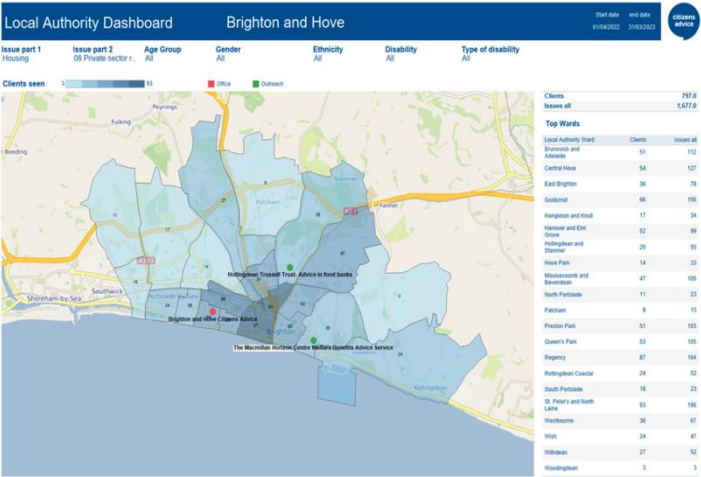 Local Authority Dashboard
Brighton and Hove
Start date end date
01/04/2022 31/03/2023
citizens
advice
Issue part 1 Issue part 2 Age Group Gender Ethnicity Disability Type of disability
Housing 08 Private sector r.. All All All All All
Clients seen 3 93 Office Outreach
Clients 797.0
Issues all 1,677.0
Top Wards
Local Authority Ward Clients Issues all
Brunswick and
Adelaide 51 112
Central Hove 54 127
East Brighton 36 78
Goldsmid 66 156
Hangleton and Knoll 17 34
Hanover and Elm
Grove 52 99
Hollingdean and
Stanmer 25 55
Hove Park 14 33
Moulsecoomb and
Bevendean 47 105
North Portslade 11 23
Patcham 8 13
Preston Park 51 103
Queen's Park 53 105
Regency 87 194
Rottingdean Coastal 24 52
South Portslade 18 23
St. Peter's and North
Laine 93 196
Westbourne 36 67
Wish 24 47
Withdean 27 52
Woodingdean 3 3
Poynings
Fulking
Beeding
Stanmer
Patcham
Falmer
Southwick
Shoreham-by-Sea
Hollingdean Trussell Trust- Advice in food banks
Brighton and Hove Citizens Advice
Brighton
The Macmillan Horizon Centre Welfare Benefits Advice Service
Rottingdean